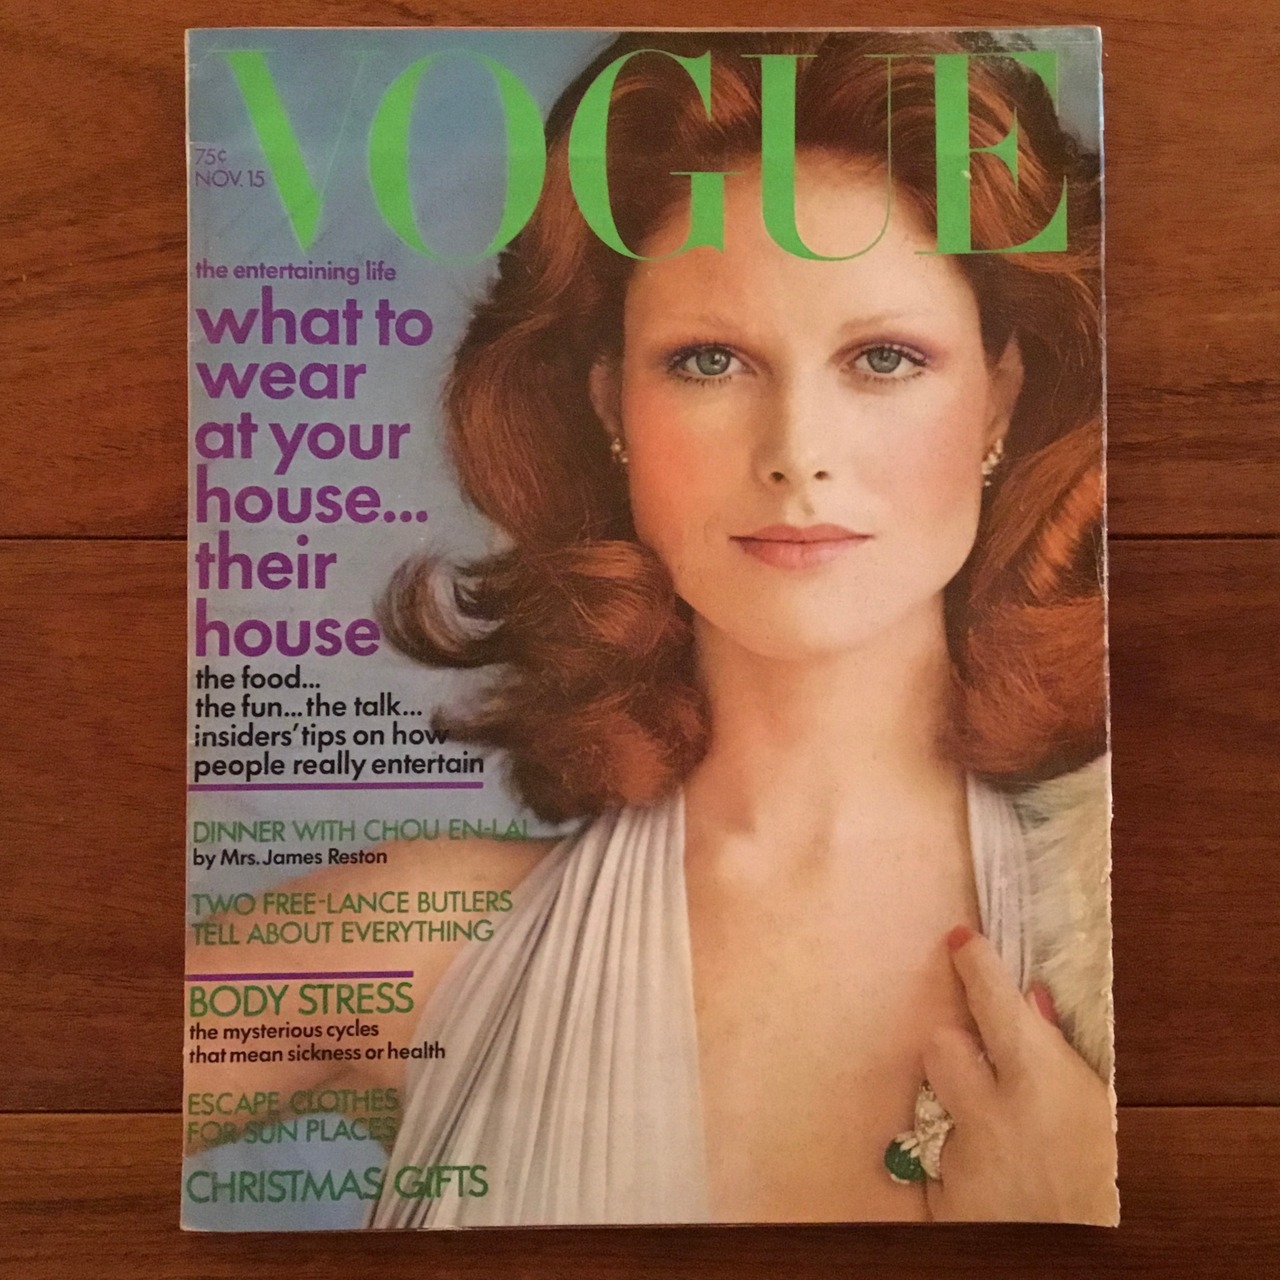 VOGUE
75¢
NOV. 15
the entertaining life
what to
wear
at your
house...
their
house
the food...
the fun...the talk...
insiders' tips on how
people really entertain
DINNER WITH CHOU EN-LAI
by Mrs. James Reston
TWO FREE-LANCE BUTLERS
TELL ABOUT EVERYTHING
BODY STRESS
the mysterious cycles
that mean sickness or health
ESCAPE CLOTHES
FOR SUN PLACES
CHRISTMAS GIFTS